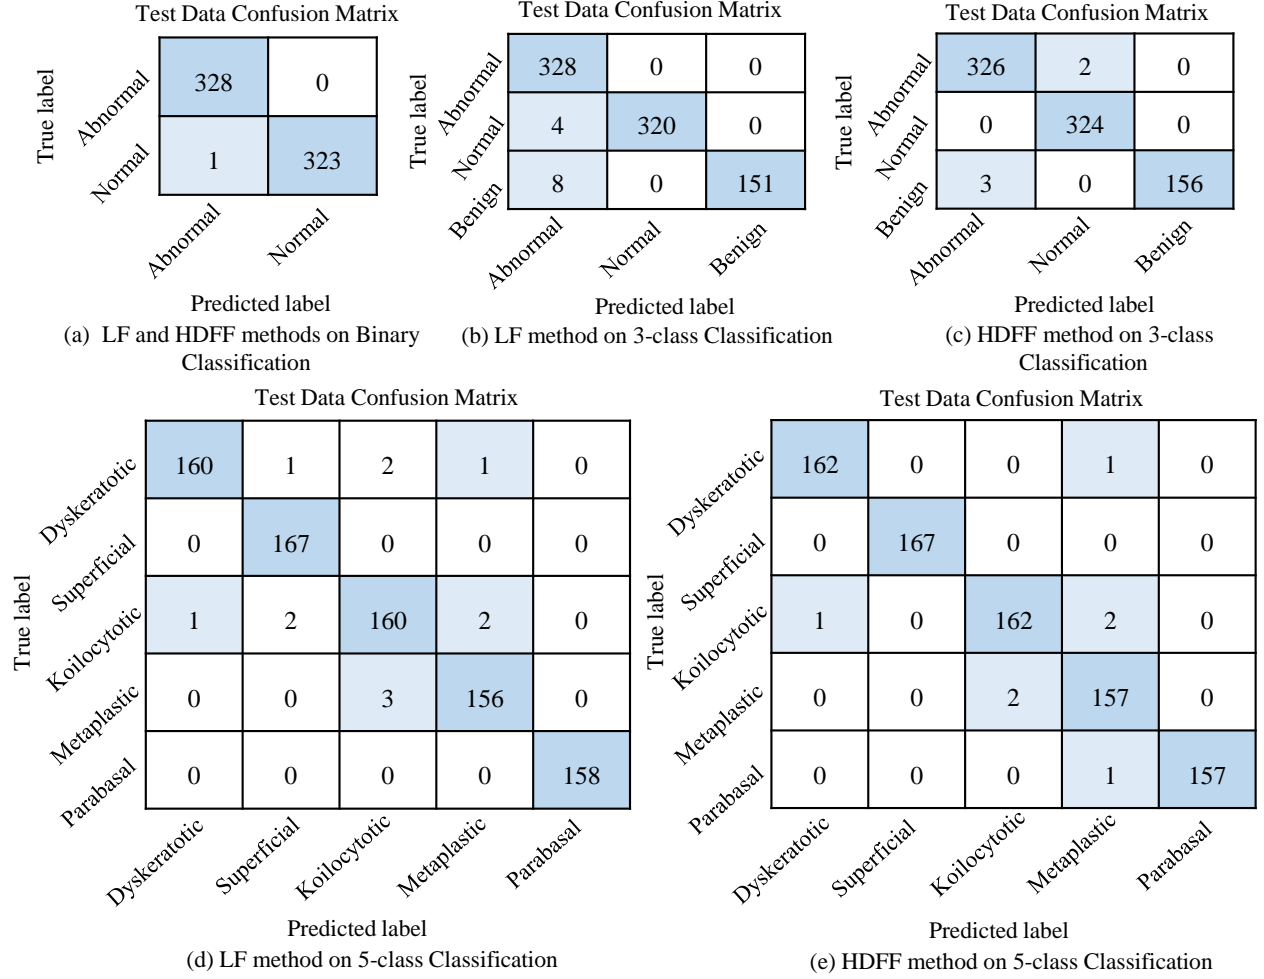 Test Data Confusion Matrix
True label
Abnormal
328 0
Normal
1 323
Abnormal Normal
Predicted label
(a) LF and HDFF methods on Binary
Classification
Test Data Confusion Matrix
True label
Abnormal
328 0 0
Normal
4 320 0
Benign
8 0 151
Abnormal Normal Benign
Predicted label
(b) LF method on 3-class Classification
Test Data Confusion Matrix
True label
Abnormal
326 2 0
Normal
0 324 0
Benign
3 0 156
Abnormal Normal Benign
Predicted label
(c) HDFF method on 3-class
Classification
Test Data Confusion Matrix
True label
Dyskeratotic
160 1 2 1 0
Superficial
0 167 0 0 0
Koilocytotic
1 2 160 2 0
Metaplastic
0 0 3 156 0
Parabasal
0 0 0 0 158
Dyskeratotic Superficial Koilocytotic Metaplastic Parabasal
Predicted label
(d) LF method on 5-class Classification
Test Data Confusion Matrix
True label
Dyskeratotic
162 0 0 1 0
Superficial
0 167 0 0 0
Koilocytotic
1 0 162 2 0
Metaplastic
0 0 2 157 0
Parabasal
0 0 0 1 157
Dyskeratotic Superficial Koilocytotic Metaplastic Parabasal
Predicted label
(e) HDFF method on 5-class Classification